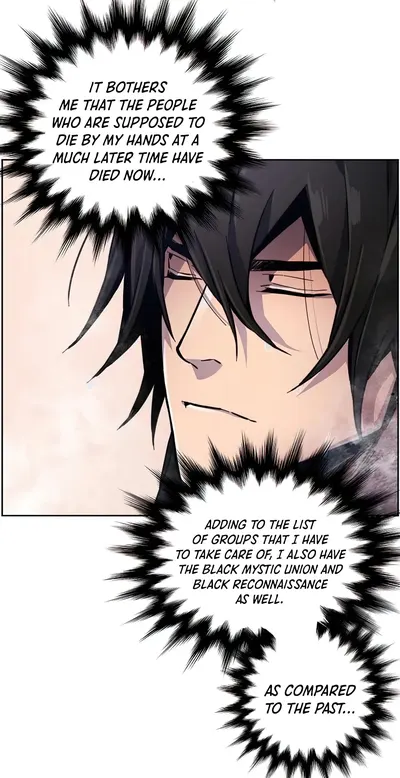 IT BOTHERS
ME THAT THE PEOPLE
WHO ARE SUPPOSED TO
DIE BY MY HANDS AT A
MUCH LATER TIME HAVE
DIED NOW...
ADDING TO THE LIST
OF GROUPS THAT I HAVE
TO TAKE CARE OF, I ALSO HAVE
THE BLACK MYSTIC UNION AND
BLACK RECONNAISSANCE
AS WELL.
AS COMPARED
TO THE PAST...